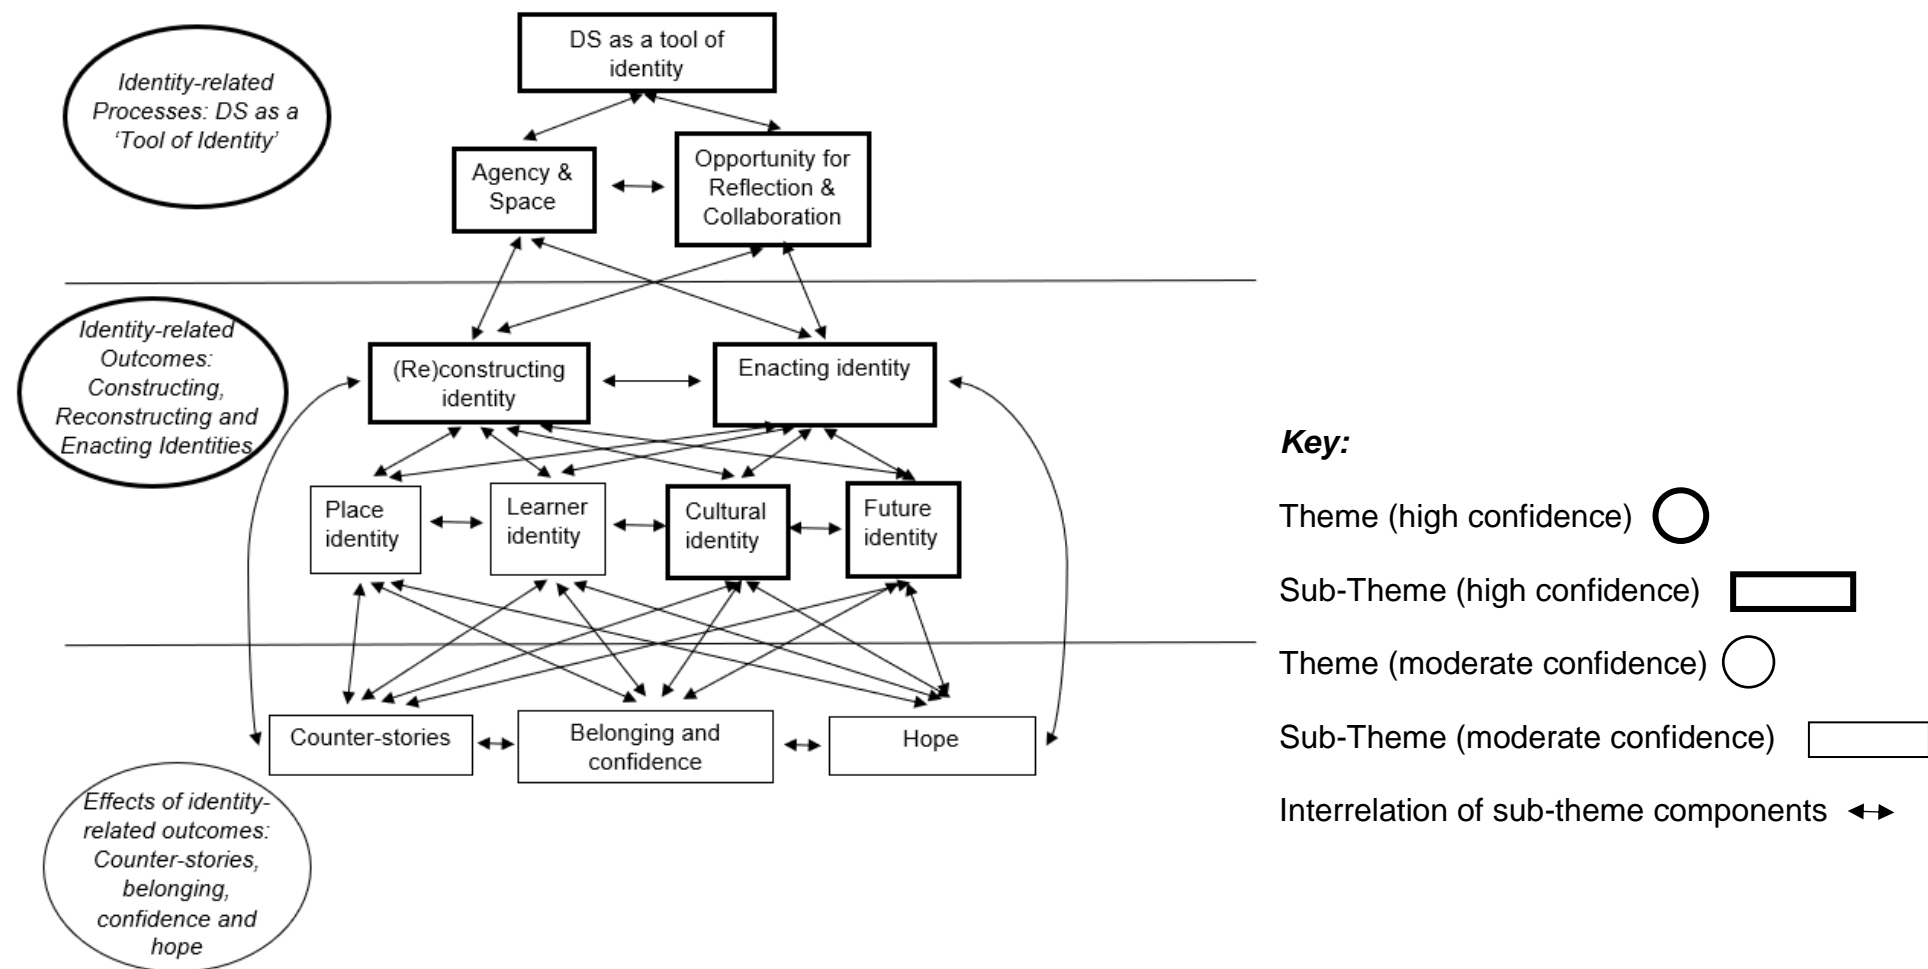 DS as a tool of
identity
Identity-related
Processes: DS as a
‘Tool of Identity’
Agency &
Space
Opportunity for
Reflection &
Collaboration
Identity-related
Outcomes:
Constructing,
Reconstructing and
Enacting Identities
(Re)constructing
identity
Enacting identity
Place
identity
Learner
identity
Cultural
identity
Future
identity
Counter-stories
Belonging and
confidence
Hope
Effects of identity-
related outcomes:
Counter-stories,
belonging,
confidence and
hope
Key:
Theme (high confidence)
Sub-Theme (high confidence)
Theme (moderate confidence)
Sub-Theme (moderate confidence)
Interrelation of sub-theme components